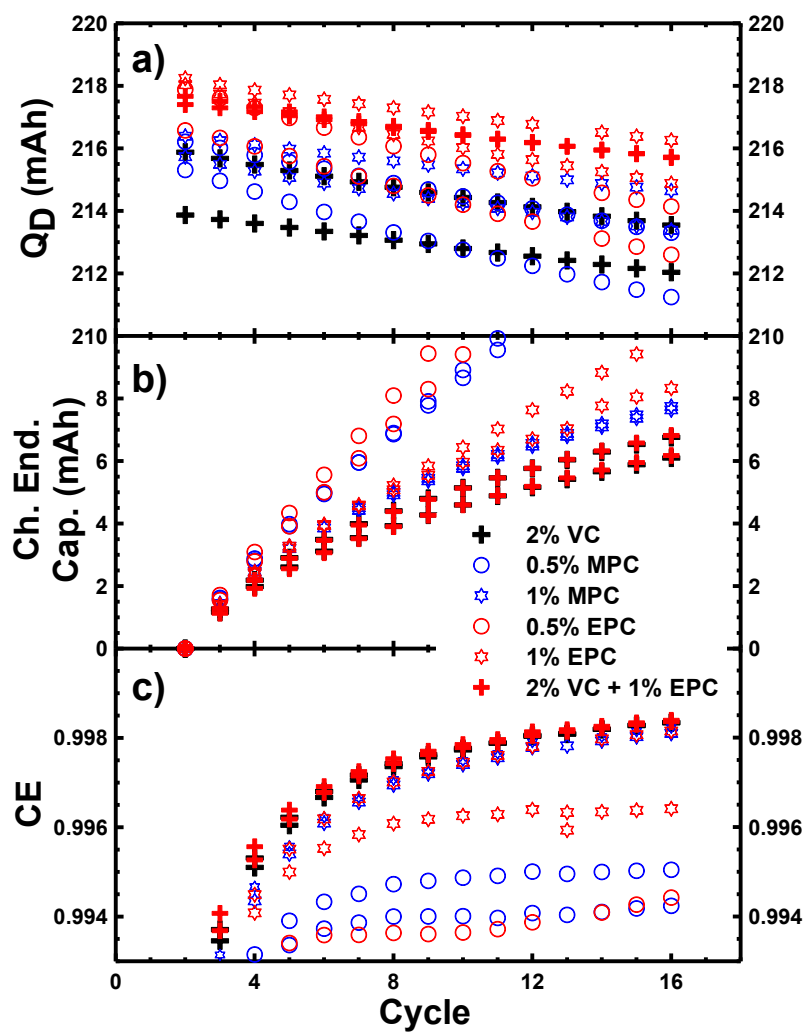 220
220
a)
218
218
216
216
214
214
212
212
210
210
QD (mAh)
b)
8
8
6
6
4
4
2
2
0
0
Ch. End.
Cap. (mAh)
2% VC
0.5% MPC
1% MPC
0.5% EPC
1% EPC
2% VC + 1% EPC
c)
0.998
0.998
0.996
0.996
0.994
0.994
CE
0
4
8
12
16
Cycle